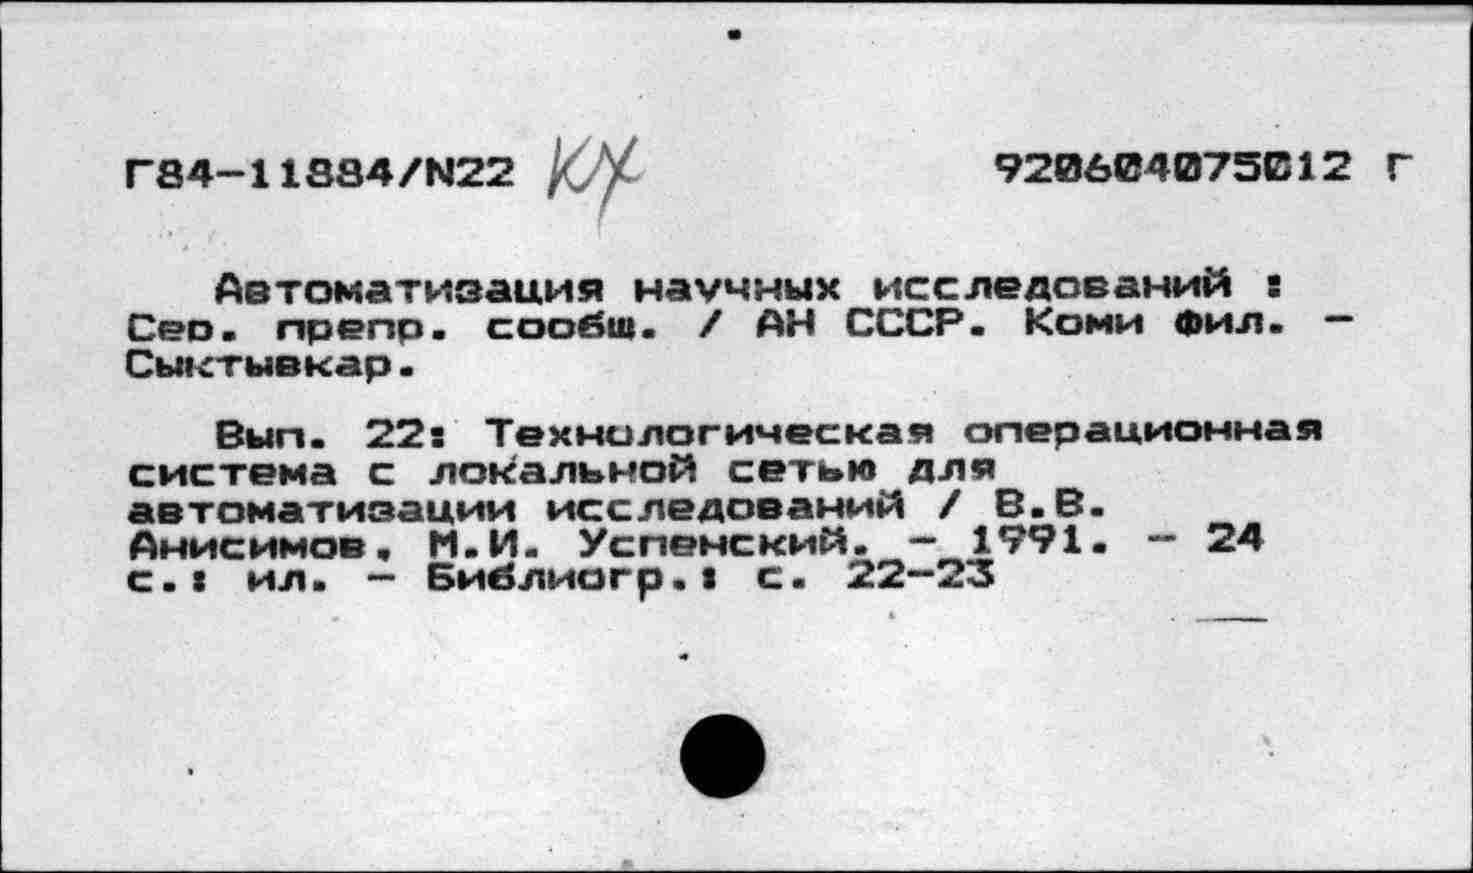 Г84-11884/N22 КХ 920604075012 Г
Автоматизация научных исследований :
Сер. препр. сообщ. / АН СССР. Коми фил. -
Сыктывкар.
Вып. 22: Технологическая операционная
система с локальной сетью для
автоматизации исследований / В.В.
Анисимов, М.И. Успенский. - 1991. - 24
с.: ил. - Библиогр.: с. 22-23